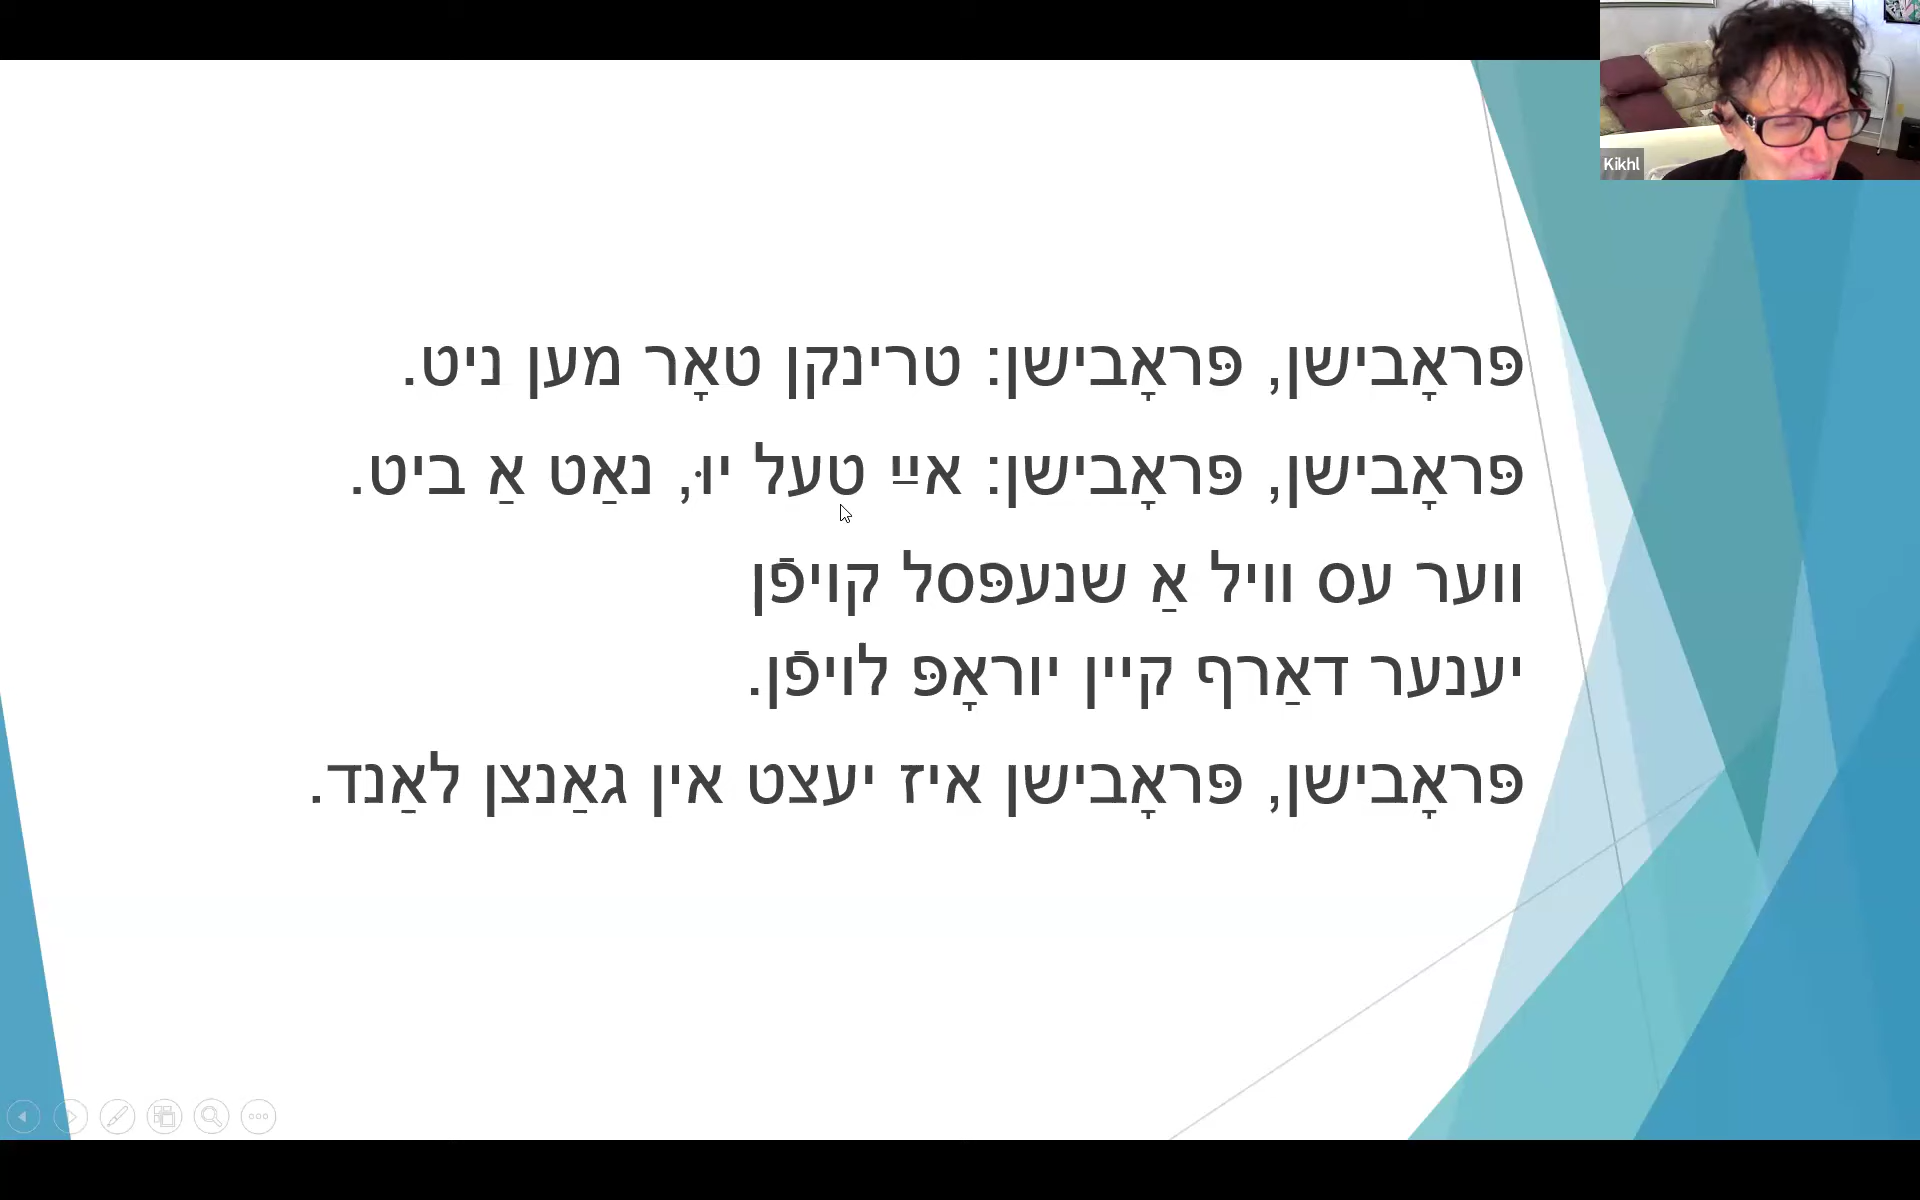 Kikhl
פּראָבישן, פּראָבישן: טרינקן טאָר מען ניט.
פּראָבישן, פּראָבישן: אײַ טעל יוּ, נאַט אַ ביט.
ווער עס וויל אַ שנעפּסל קויפֿן
יענער דאַרף קיין יוראָפּ לויפֿן.
פּראָבישן, פּראָבישן איז יעצט אין גאַנצן לאַנד.